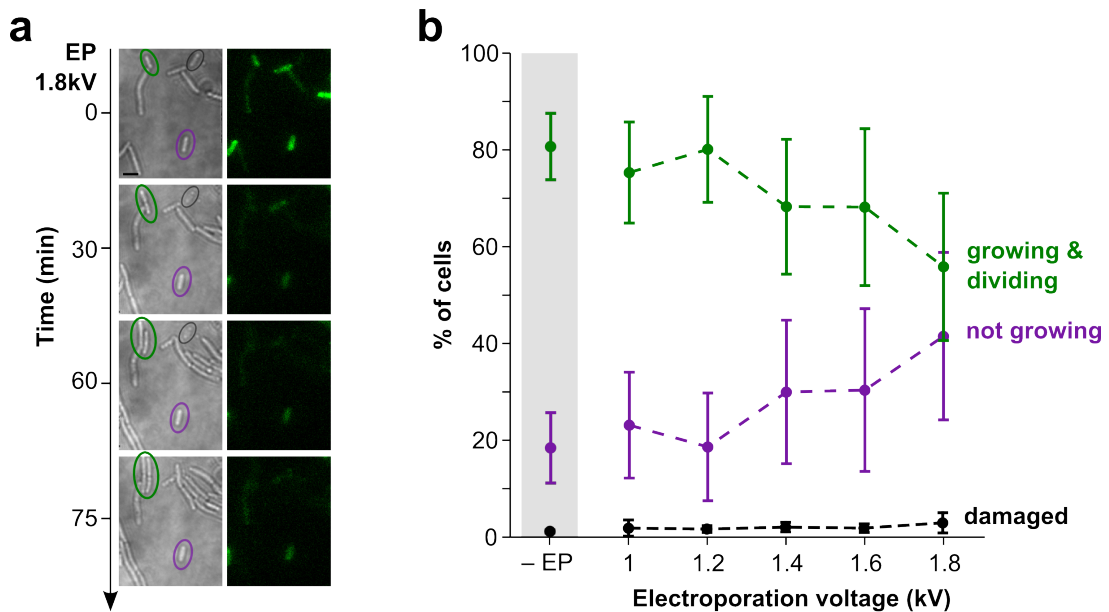 a
EP
1.8kV
0
30
60
75
Time (min)
b
100
80
60
40
20
0
% of cells
growing &
dividing
not growing
damaged
– EP
1
1.2
1.4
1.6
1.8
Electroporation voltage (kV)